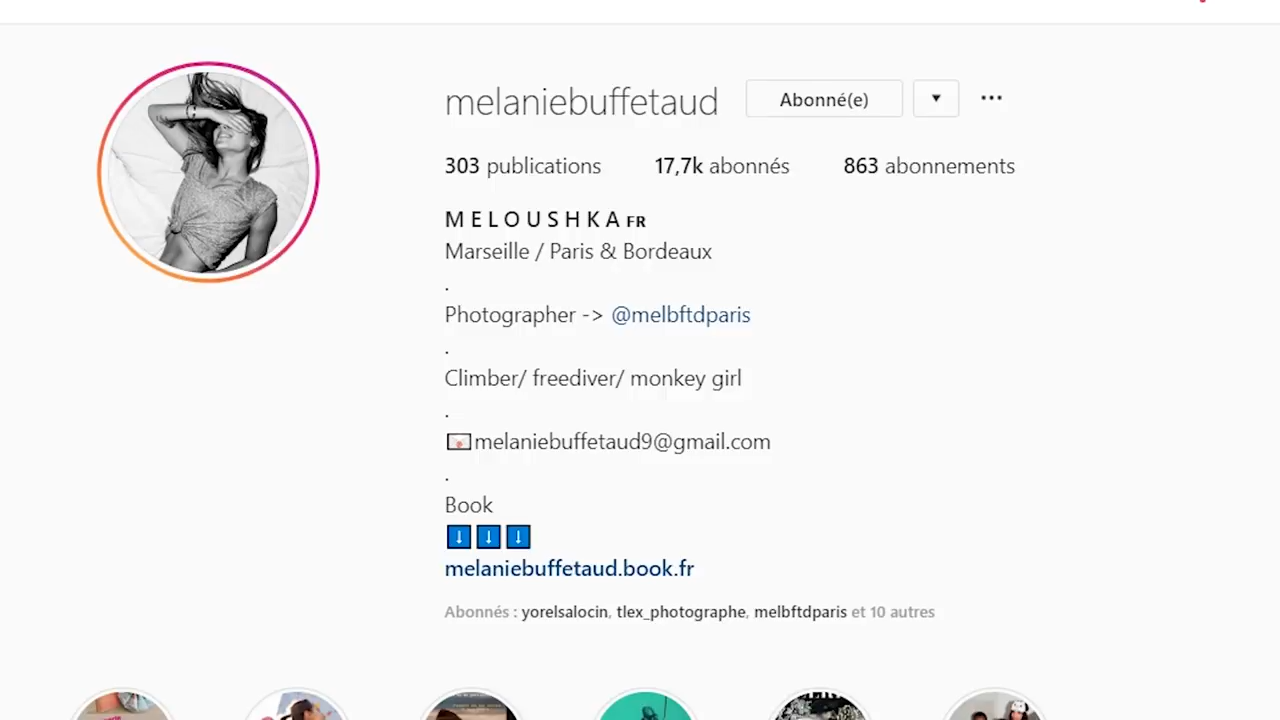 melaniebuffetaud Abonné(e) ▼ •••
303 publications 17,7k abonnés 863 abonnements
M E L O U S H K A FR
Marseille / Paris & Bordeaux
.
Photographer -> @melbftdparis
.
Climber/ freediver/ monkey girl
.
💌melaniebuffetaud9@gmail.com
.
Book
⬇⬇⬇
melaniebuffetaud.book.fr
Abonnés : yorelsalocin, tlex_photographe, melbftdparis et 10 autres